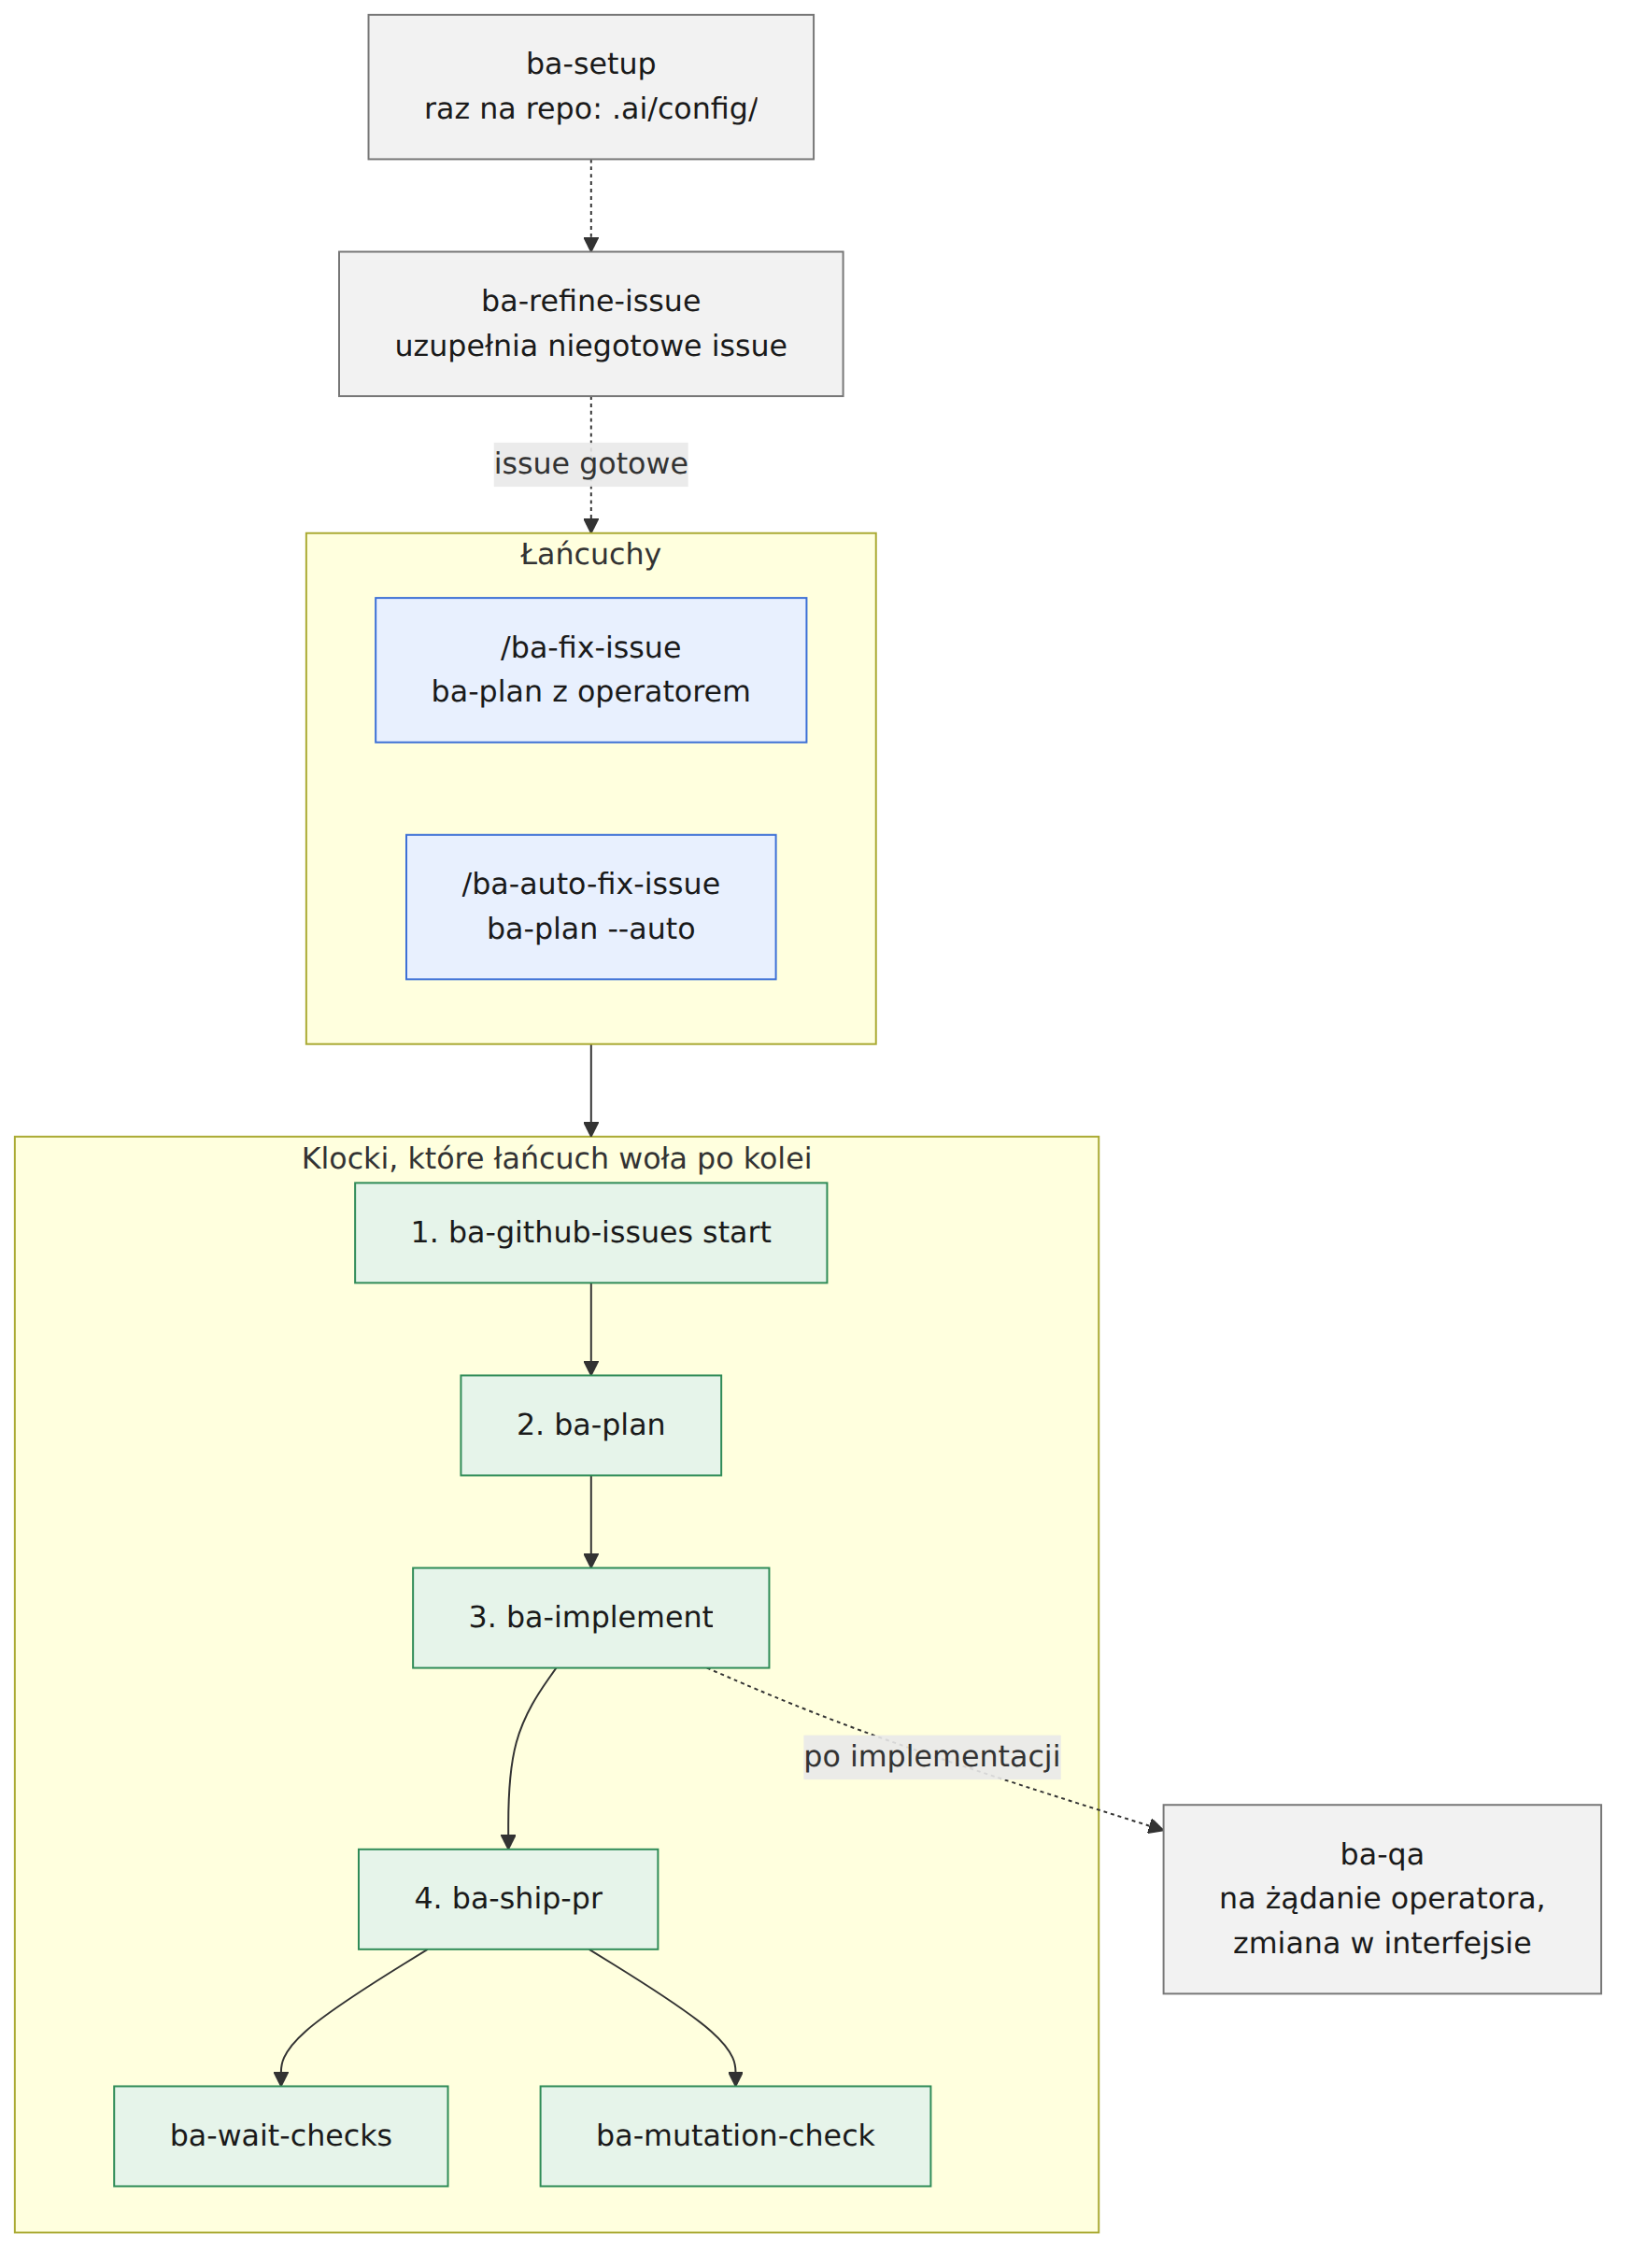 ba-setup
raz na repo: .ai/config/
ba-refine-issue
uzupełnia niegotowe issue
issue gotowe
Łańcuchy
/ba-fix-issue
ba-plan z operatorem
/ba-auto-fix-issue
ba-plan --auto
Klocki, które łańcuch woła po kolei
1. ba-github-issues start
2. ba-plan
3. ba-implement
po implementacji
ba-qa
na żądanie operatora,
zmiana w interfejsie
4. ba-ship-pr
ba-wait-checks
ba-mutation-check